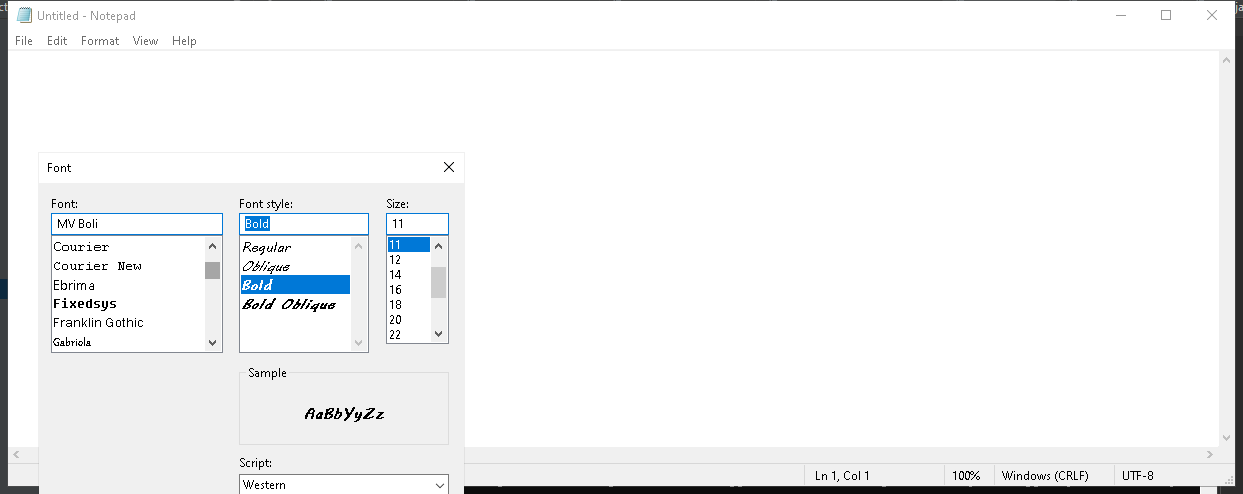 Untitled - Notepad
File Edit Format View Help
Font
Font: Font style: Size:
MV Boli Bold 11
Courier Regular 11
Courier New Oblique 12
Ebrima Bold 14
Fixedsys Bold Oblique 16
Franklin Gothic 18
Gabriola 20
22
Sample
AaBbYyZz
Script:
Western
Ln 1, Col 1 100% Windows (CRLF) UTF-8